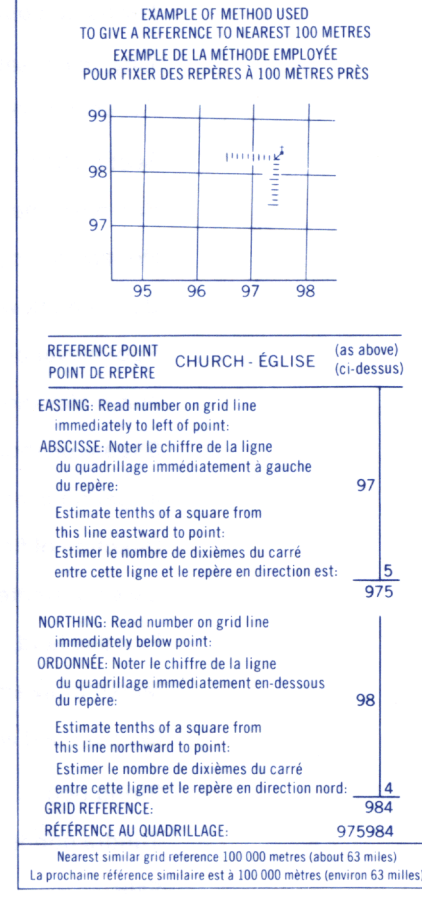 EXAMPLE OF METHOD USED
TO GIVE A REFERENCE TO NEAREST 100 METRES
EXEMPLE DE LA MÉTHODE EMPLOYÉE
POUR FIXER DES REPÈRES À 100 MÈTRES PRÈS
99
98
97
95 96 97 98
REFERENCE POINT
POINT DE REPÈRE
CHURCH - ÉGLISE
(as above)
(ci-dessus)
EASTING: Read number on grid line
immediately to left of point:
ABSCISSE: Noter le chiffre de la ligne
du quadrillage immédiatement à gauche
du repère: 97
Estimate tenths of a square from
this line eastward to point:
Estimer le nombre de dixièmes du carré
entre cette ligne et le repère en direction est: 5
975
NORTHING: Read number on grid line
immediately below point:
ORDONNÉE: Noter le chiffre de la ligne
du quadrillage immediatement en-dessous
du repère: 98
Estimate tenths of a square from
this line northward to point:
Estimer le nombre de dixièmes du carré
entre cette ligne et le repère en direction nord: 4
GRID REFERENCE: 984
RÉFÉRENCE AU QUADRILLAGE: 975984
Nearest similar grid reference 100 000 metres (about 63 miles)
La prochaine référence similaire est à 100 000 mètres (environ 63 milles)